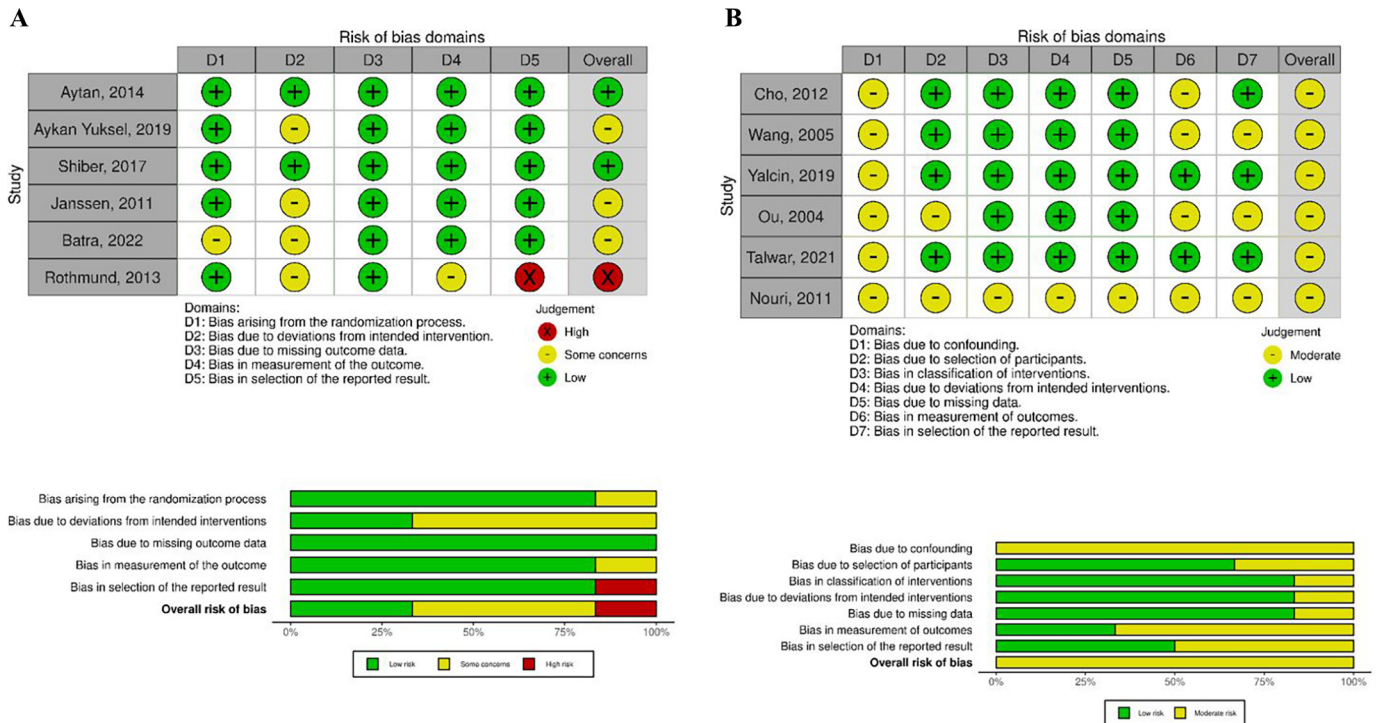 A
Risk of bias domains
D1 D2 D3 D4 D5 Overall
Study
Aytan, 2014 + + + + + +
Aykan Yuksel, 2019 + - + + + -
Shiber, 2017 + + + + + +
Janssen, 2011 + - + + + -
Batra, 2022 - - + + + -
Rothmund, 2013 + - + - X X
Domains:
D1: Bias arising from the randomization process.
D2: Bias due to deviations from intended intervention.
D3: Bias due to missing outcome data.
D4: Bias in measurement of the outcome.
D5: Bias in selection of the reported result.
Judgement
X High
- Some concerns
+ Low
Bias arising from the randomization process
Bias due to deviations from intended interventions
Bias due to missing outcome data
Bias in measurement of the outcome
Bias in selection of the reported result
Overall risk of bias
0% 25% 50% 75% 100%
Low risk Some concerns High risk
B
Risk of bias domains
D1 D2 D3 D4 D5 D6 D7 Overall
Study
Cho, 2012 - + + + + - + -
Wang, 2005 - + + + + - - -
Yalcin, 2019 - + + + + + + -
Ou, 2004 - - + + + - - -
Talwar, 2021 - + + + + + + -
Nouri, 2011 - - - - - - - -
Domains:
D1: Bias due to confounding.
D2: Bias due to selection of participants.
D3: Bias in classification of interventions.
D4: Bias due to deviations from intended interventions.
D5: Bias due to missing data.
D6: Bias in measurement of outcomes.
D7: Bias in selection of the reported result.
Judgement
- Moderate
+ Low
Bias due to confounding
Bias due to selection of participants
Bias in classification of interventions
Bias due to deviations from intended interventions
Bias due to missing data
Bias in measurement of outcomes
Bias in selection of the reported result
Overall risk of bias
0% 25% 50% 75% 100%
Low risk Moderate risk